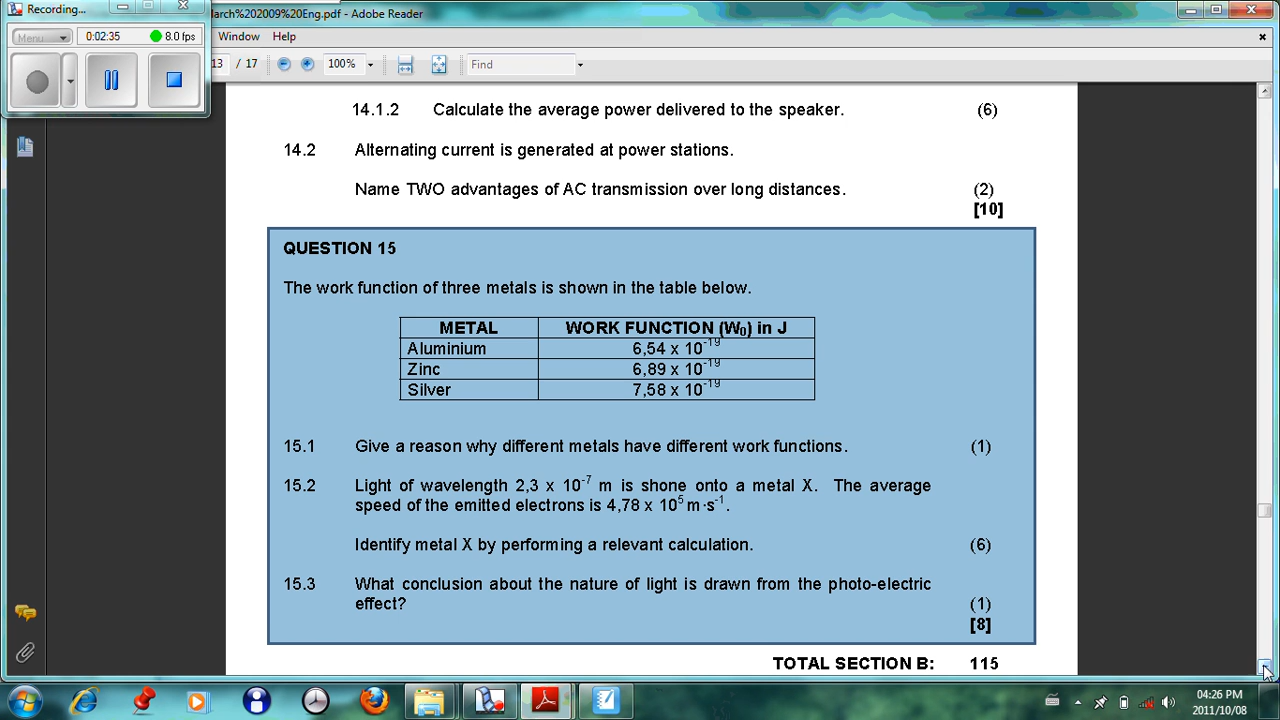 Recording...
Menu
0:02:35
8.0 fps
March%202009%20Eng.pdf - Adobe Reader
Window Help
13 / 17
100%
Find
14.1.2 Calculate the average power delivered to the speaker. (6)
14.2 Alternating current is generated at power stations.
Name TWO advantages of AC transmission over long distances. (2)
[10]
QUESTION 15
The work function of three metals is shown in the table below.
METAL WORK FUNCTION (W₀) in J
Aluminium 6,54 x 10⁻¹⁹
Zinc 6,89 x 10⁻¹⁹
Silver 7,58 x 10⁻¹⁹
15.1 Give a reason why different metals have different work functions. (1)
15.2 Light of wavelength 2,3 x 10⁻⁷ m is shone onto a metal X. The average
speed of the emitted electrons is 4,78 x 10⁵ m·s⁻¹.
Identify metal X by performing a relevant calculation. (6)
15.3 What conclusion about the nature of light is drawn from the photo-electric
effect? (1)
[8]
TOTAL SECTION B: 115
04:26 PM
2011/10/08